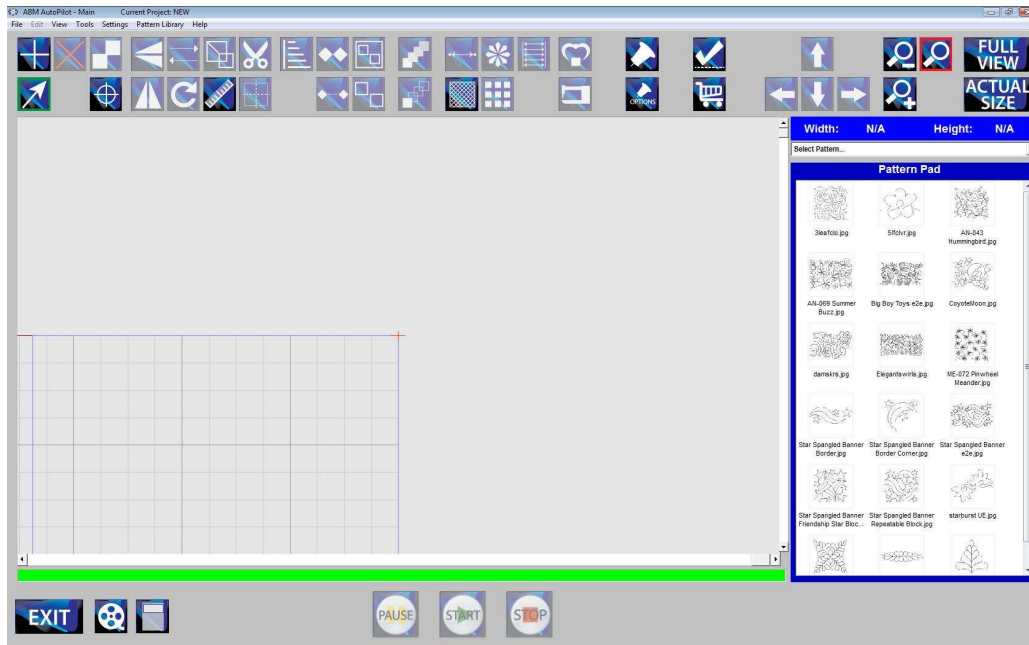 ABM AutoPilot - Main Current Project: NEW
File Edit View Tools Settings Pattern Library Help
FULL
VIEW
OPTIONS
ACTUAL
SIZE
Width: N/A Height: N/A
Select Pattern...
Pattern Pad
3leafclo.jpg
5lfclvr.jpg
AN-043
Hummingbird.jpg
AN-069 Summer
Buzz.jpg
Big Boy Toys e2e.jpg
CoyoteMoon.jpg
damskrs.jpg
Elegantswirls.jpg
ME-072 Pinwheel
Meander.jpg
Star Spangled Banner
Border.jpg
Star Spangled Banner
Border Corner.jpg
Star Spangled Banner
e2e.jpg
Star Spangled Banner
Friendship Star Bloc...
Star Spangled Banner
Repeatable Block.jpg
starburst UE.jpg
EXIT
PAUSE
START
STOP